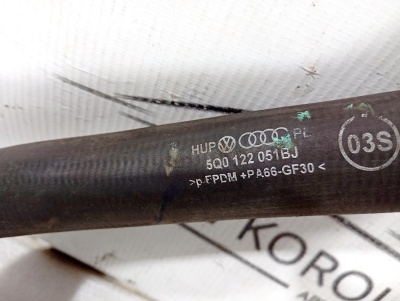 HUP PL
5Q0 122 051BJ
>p-EPDM +PA66-GF30<
03S
KOROL